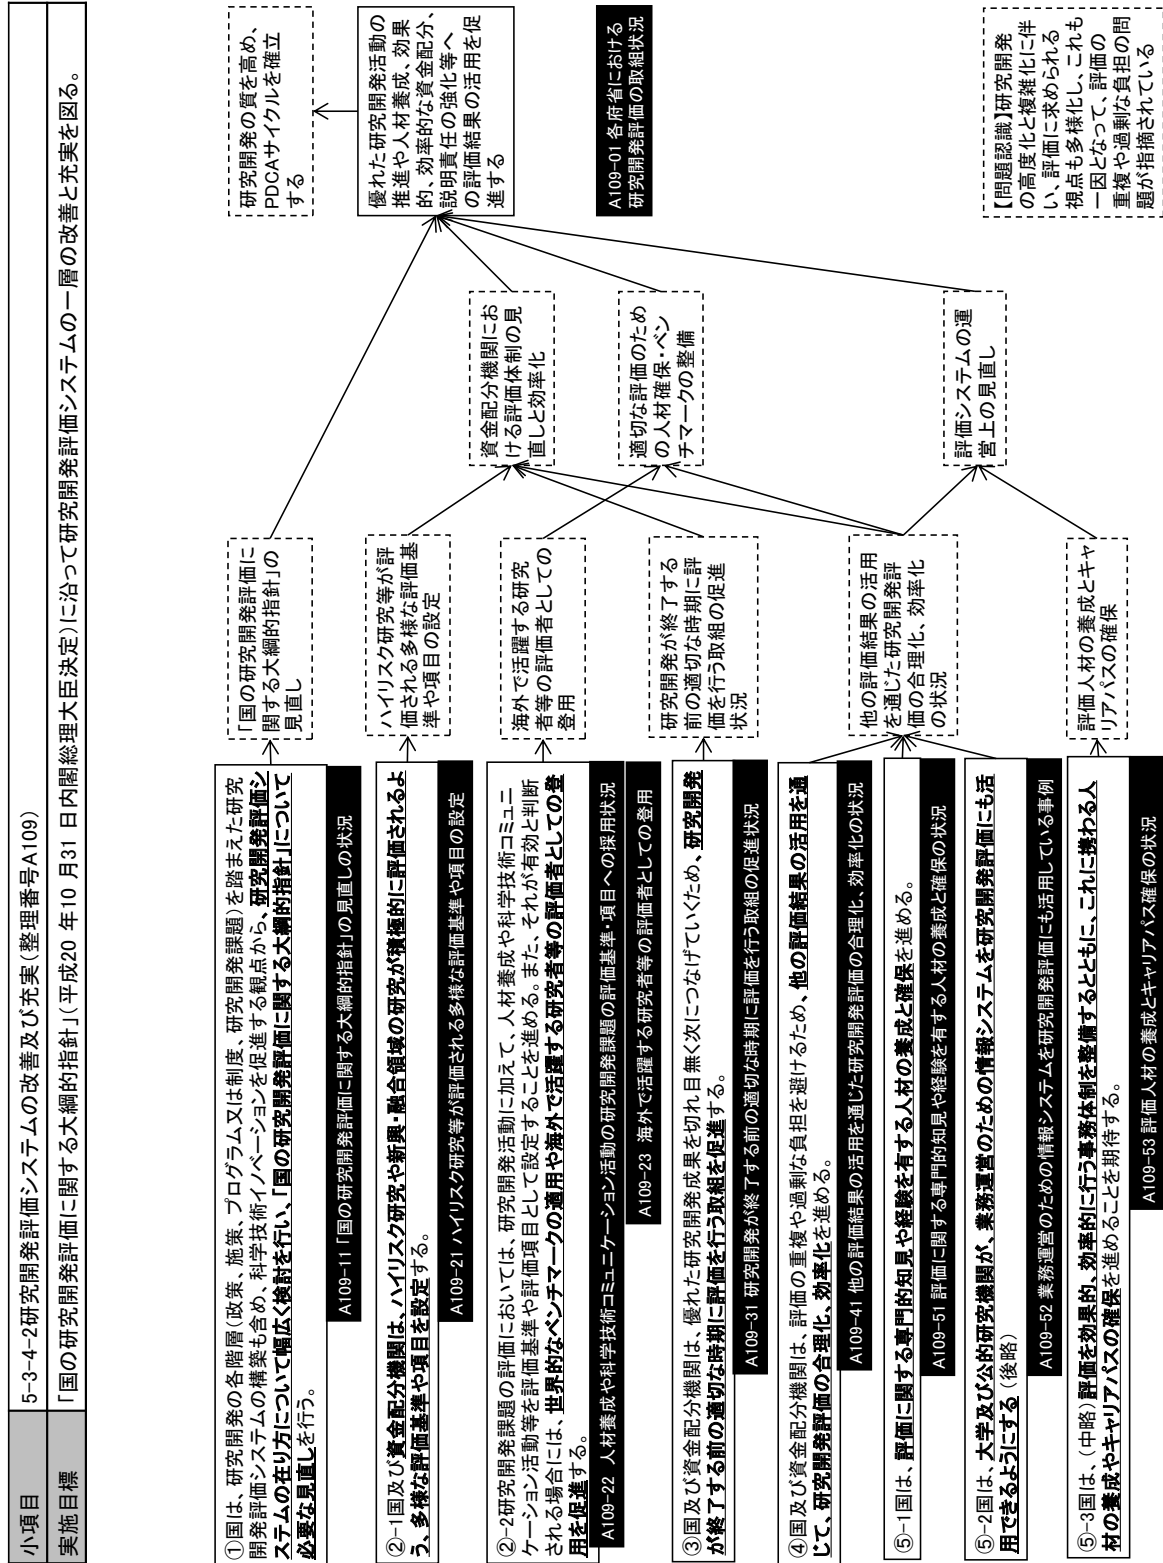 小項目
5-3-4-2研究開発評価システムの改善及び充実(整理番号A109)
実施目標
「国の研究開発評価に関する大綱的指針」(平成20 年10 月31 日内閣総理大臣決定)に沿って研究開発評価システムの一層の改善と充実を図る。
①国は、研究開発の各階層(政策、施策、プログラム又は制度、研究開発課題)を踏まえた研究
開発評価システムの構築も含め、科学技術イノベーションを促進する観点から、研究開発評価シ
ステムの在り方について幅広く検討を行い、「国の研究開発評価に関する大綱的指針」について
必要な見直しを行う。
A109-11 「国の研究開発評価に関する大綱的指針」の見直しの状況
②-1国及び資金配分機関は、ハイリスク研究や新興・融合領域の研究が積極的に評価されるよ
う、多様な評価基準や項目を設定する。
A109-21 ハイリスク研究等が評価される多様な評価基準や項目の設定
②-2研究開発課題の評価においては、研究開発活動に加えて、人材養成や科学技術コミュニ
ケーション活動等を評価基準や評価項目として設定することを進める。また、それが有効と判断
される場合には、世界的なベンチマークの適用や海外で活躍する研究者等の評価者としての登
用を促進する。
A109-22 人材養成や科学技術コミュニケーション活動の研究開発課題の評価基準・項目への採用状況
A109-23 海外で活躍する研究者等の評価者としての登用
③国及び資金配分機関は、優れた研究開発成果を切れ目無く次につなげていくため、研究開発
が終了する前の適切な時期に評価を行う取組を促進する。
A109-31 研究開発が終了する前の適切な時期に評価を行う取組の促進状況
④国及び資金配分機関は、評価の重複や過剰な負担を避けるため、他の評価結果の活用を通
じて、研究開発評価の合理化、効率化を進める。
A109-41 他の評価結果の活用を通じた研究開発評価の合理化、効率化の状況
⑤-1国は、評価に関する専門的知見や経験を有する人材の養成と確保を進める。
A109-51 評価に関する専門的知見や経験を有する人材の養成と確保の状況
⑤-2国は、大学及び公的研究機関が、業務運営のための情報システムを研究開発評価にも活
用できるようにする(後略)
A109-52 業務運営のための情報システムを研究開発評価にも活用している事例
⑤-3国は、(中略)評価を効果的、効率的に行う事務体制を整備するとともに、これに携わる人
材の養成やキャリアパスの確保を進めることを期待する。
A109-53 評価人材の養成とキャリアパス確保の状況
「国の研究開発評価に
関する大綱的指針」の
見直し
ハイリスク研究等が評
価される多様な評価基
準や項目の設定
海外で活躍する研究
者等の評価者としての
登用
研究開発が終了する
前の適切な時期に評
価を行う取組の促進
状況
他の評価結果の活用
を通じた研究開発評
価の合理化、効率化
の状況
評価人材の養成とキャ
リアパスの確保
資金配分機関にお
ける評価体制の見
直しと効率化
適切な評価のため
の人材確保・ベン
チマークの整備
評価システムの運
営上の見直し
研究開発の質を高め、
PDCAサイクルを確立
する
優れた研究開発活動の
推進や人材養成、効果
的、効率的な資金配分、
説明責任の強化等へ
の評価結果の活用を促
進する
A109-01 各府省における
研究開発評価の取組状況
【問題認識】研究開発
の高度化と複雑化に伴
い、評価に求められる
視点も多様化し、これも
一因となって、評価の
重複や過剰な負担の問
題が指摘されている